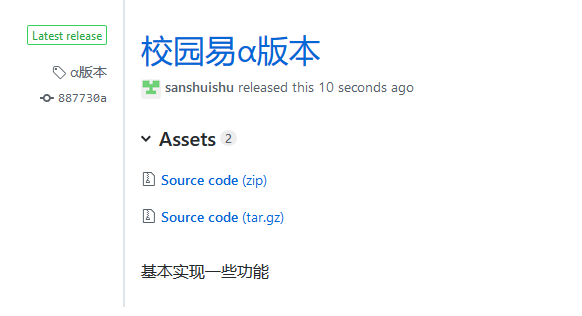 Latest release
α版本
887730a
校园易α版本
sanshuishu released this 10 seconds ago
Assets 2
Source code (zip)
Source code (tar.gz)
基本实现一些功能